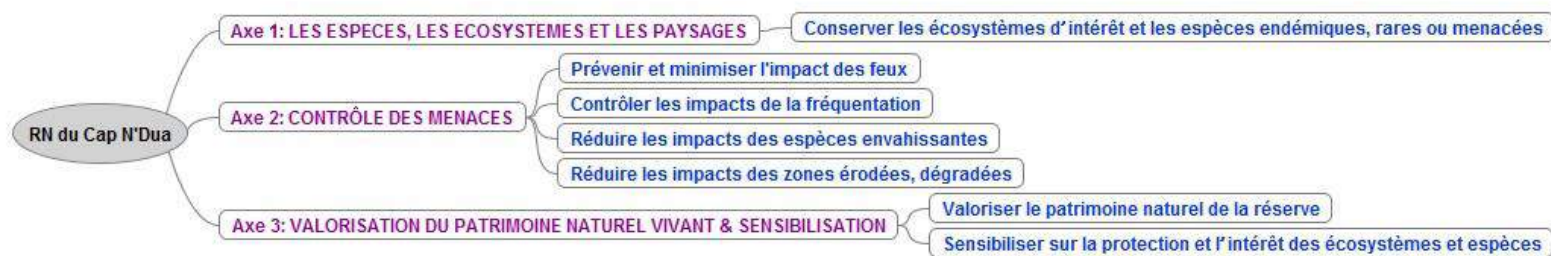 RN du Cap N'Dua
Axe 1: LES ESPECES, LES ECOSYSTEMES ET LES PAYSAGES
Conserver les écosystèmes d'intérêt et les espèces endémiques, rares ou menacées
Axe 2: CONTRÔLE DES MENACES
Prévenir et minimiser l'impact des feux
Contrôler les impacts de la fréquentation
Réduire les impacts des espèces envahissantes
Réduire les impacts des zones érodées, dégradées
Axe 3: VALORISATION DU PATRIMOINE NATUREL VIVANT & SENSIBILISATION
Valoriser le patrimoine naturel de la réserve
Sensibiliser sur la protection et l'intérêt des écosystèmes et espèces